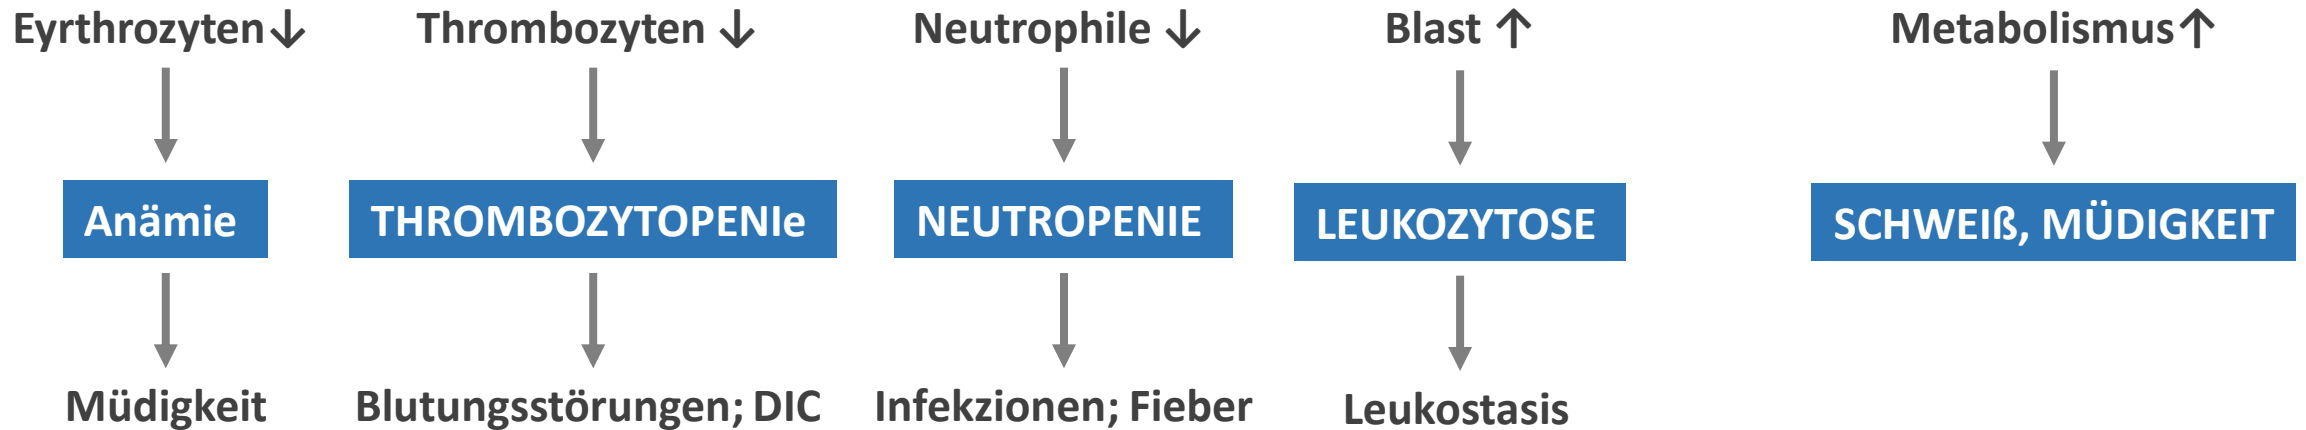 Eyrthrozyten↓
Thrombozyten ↓
Neutrophile ↓
Blast ↑
Metabolismus↑
Anämie
THROMBOZYTOPENIe
NEUTROPENIE
LEUKOZYTOSE
SCHWEIß, MÜDIGKEIT
Müdigkeit
Blutungsstörungen; DIC
Infekzionen; Fieber
Leukostasis